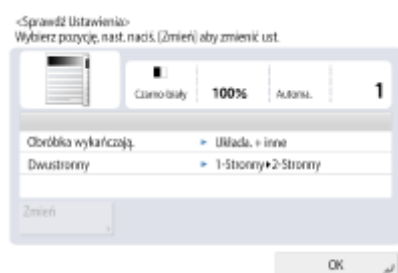 <Sprawdź Ustawienia>
Wybierz pozycję, nast. naciś. [Zmień] aby zmienić ust.
Czarno-biały 100% Automa. 1
Obróbka wykańczają. ► Układa. + inne
Dwustronny ► 1-Stronny►2-Stronny
Zmień
OK